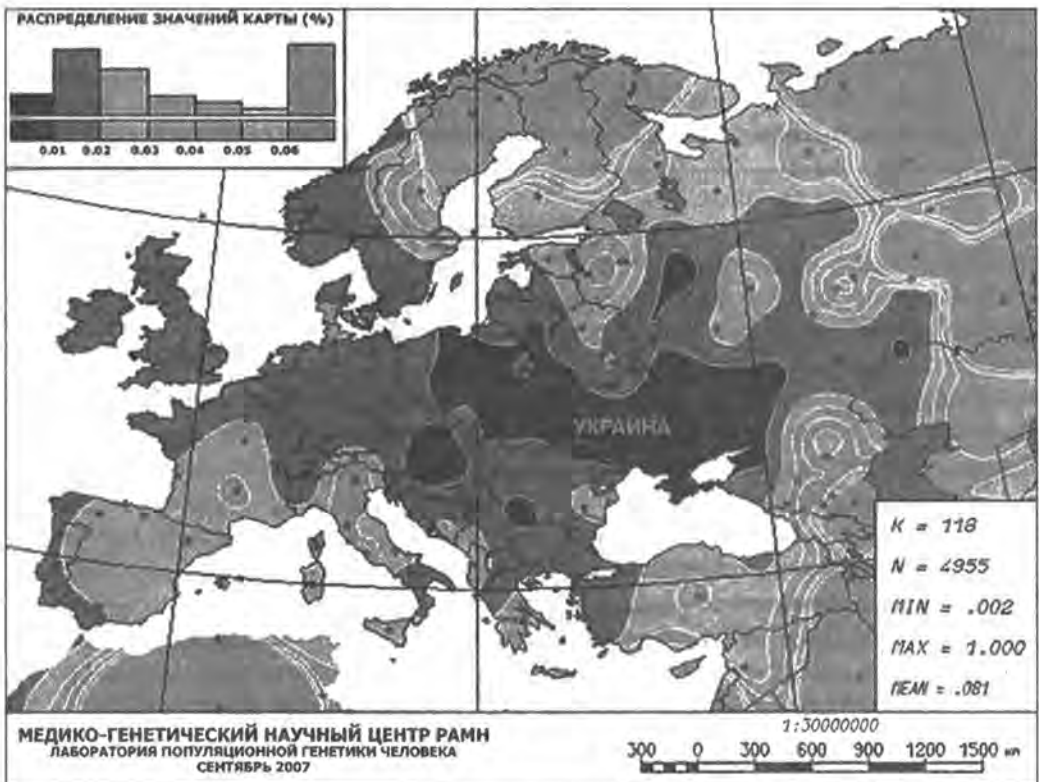 РАСПРЕДЕЛЕНИЕ ЗНАЧЕНИЙ КАРТЫ (%)
0.01 0.02 0.03 0.04 0.05 0.06
УКРАИНА
K = 118
N = 4955
MIN = .002
MAX = 1.000
MEAN = .081
МЕДИКО-ГЕНЕТИЧЕСКИЙ НАУЧНЫЙ ЦЕНТР РАМН
ЛАБОРАТОРИЯ ПОПУЛЯЦИОННОЙ ГЕНЕТИКИ ЧЕЛОВЕКА
СЕНТЯБРЬ 2007
1:30000000
300 0 300 600 900 1200 1500 км